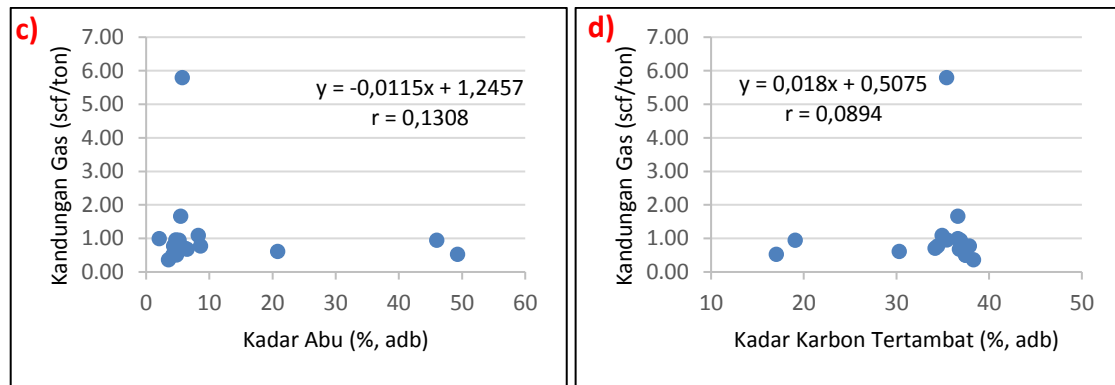 c)
Kandungan Gas (scf/ton)
7.00
6.00
5.00
4.00
3.00
2.00
1.00
0.00
y = -0,0115x + 1,2457
r = 0,1308
0 10 20 30 40 50 60
Kadar Abu (%, adb)
d)
Kandungan Gas (scf/ton)
7.00
6.00
5.00
4.00
3.00
2.00
1.00
0.00
y = 0,018x + 0,5075
r = 0,0894
10 20 30 40 50
Kadar Karbon Tertambat (%, adb)